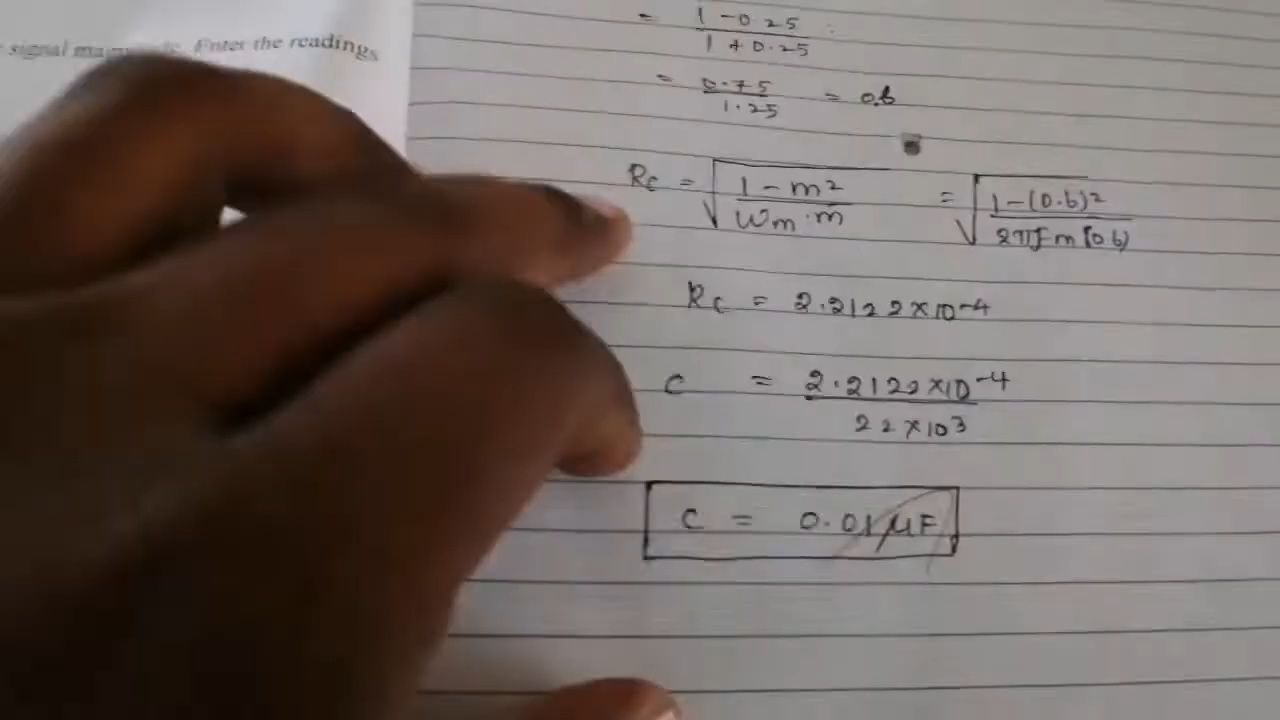 = 1 - 0.25 / 1 + 0.25
signal Enter the readings
= 0.75 / 1.25 = 0.6
Rc = √(1 - m² / ωm·m) = √(1 - (0.6)² / 2πfm(0.6))
Rc = 2.2122 × 10⁻⁴
C = 2.2122 × 10⁻⁴ / 22 × 10³
C = 0.01 μF